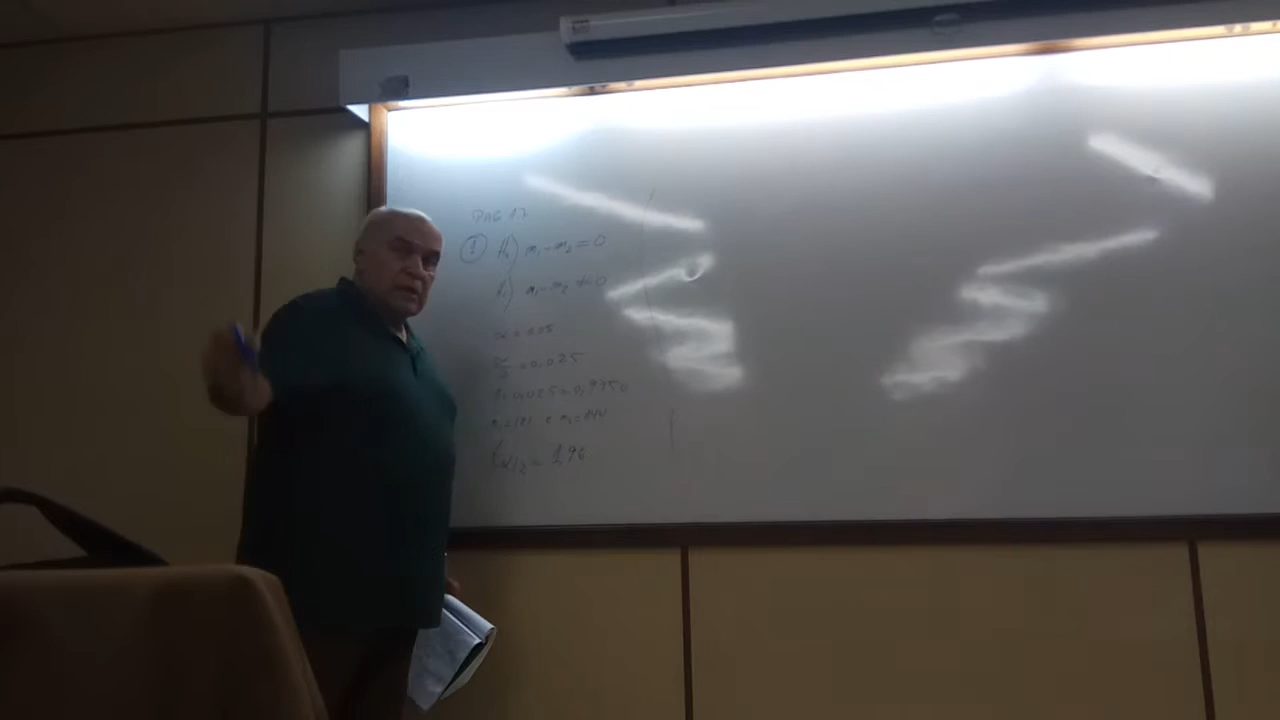 PAG 17
① H₀) m₁-m₂ = 0
H₁) m₁-m₂ ≠ 0
α = 0.05
α/2 = 0,025
1-0,025=0,9750
t α/2 = 1.96